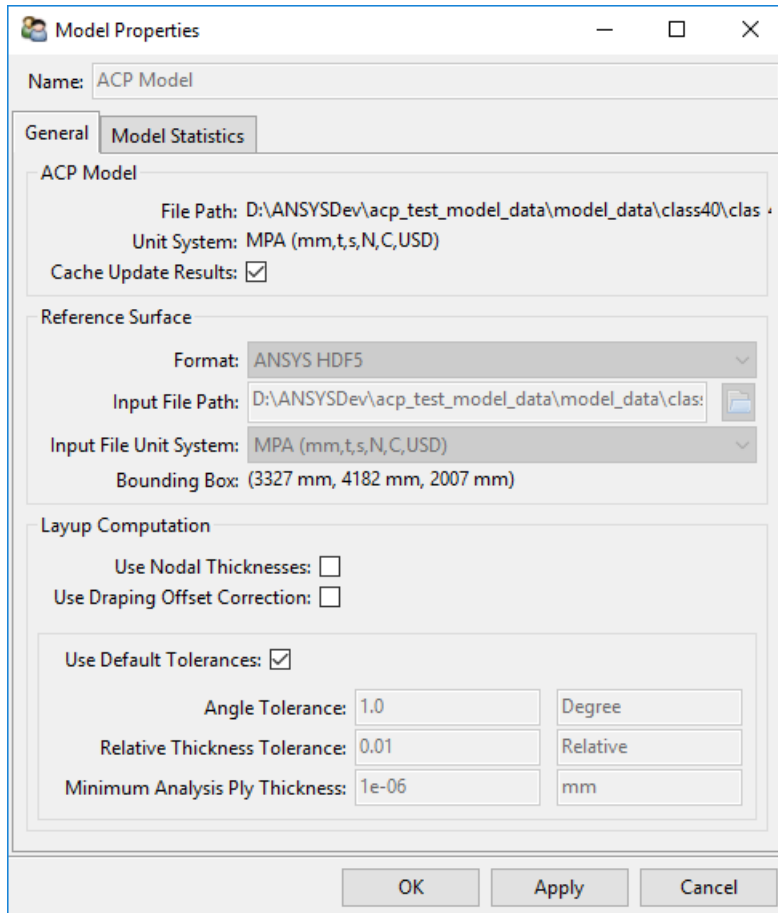 Model Properties
Name: ACP Model
General Model Statistics
ACP Model
File Path: D:\ANSYSDev\acp_test_model_data\model_data\class40\clas
Unit System: MPA (mm,t,s,N,C,USD)
Cache Update Results:
Reference Surface
Format: ANSYS HDF5
Input File Path: D:\ANSYSDev\acp_test_model_data\model_data\clas
Input File Unit System: MPA (mm,t,s,N,C,USD)
Bounding Box: (3327 mm, 4182 mm, 2007 mm)
Layup Computation
Use Nodal Thicknesses:
Use Draping Offset Correction:
Use Default Tolerances:
Angle Tolerance: 1.0 Degree
Relative Thickness Tolerance: 0.01 Relative
Minimum Analysis Ply Thickness: 1e-06 mm
OK Apply Cancel